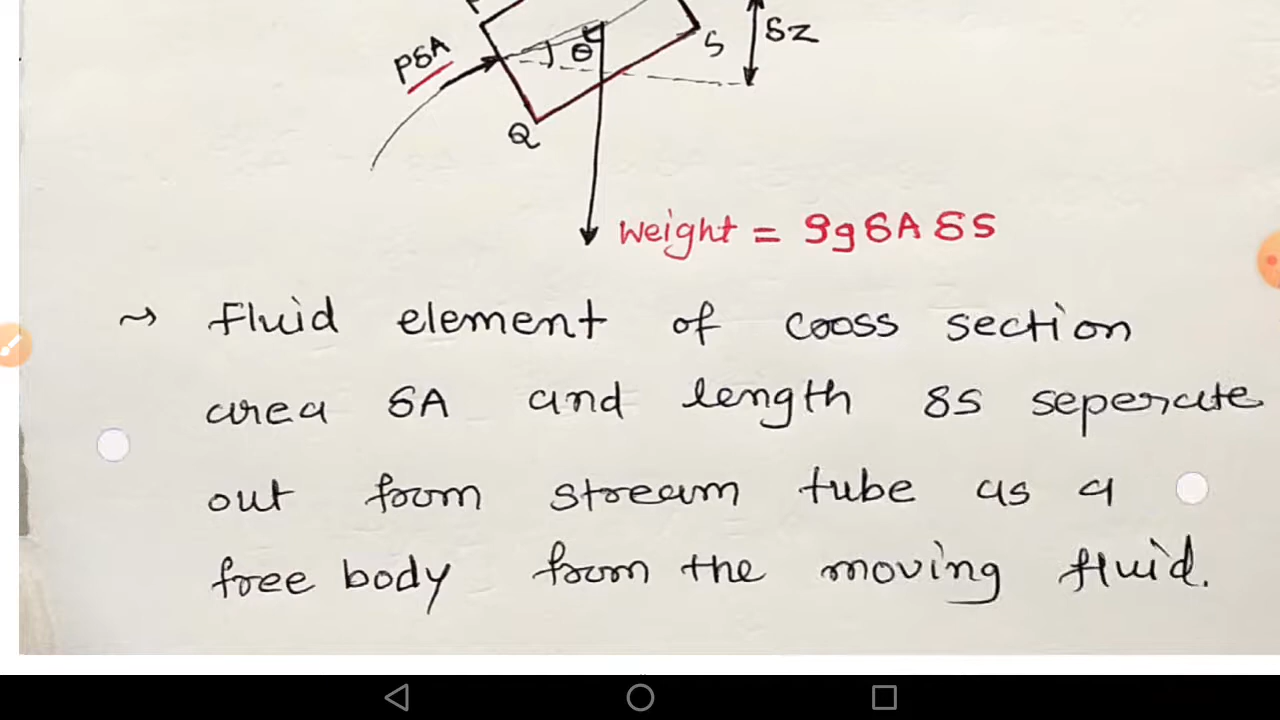 PδA
θ
δz
S
Q
Weight = ρgδAδS
~> Fluid element of cross section
area δA and length δS seperate
out from stream tube as a
free body from the moving fluid.